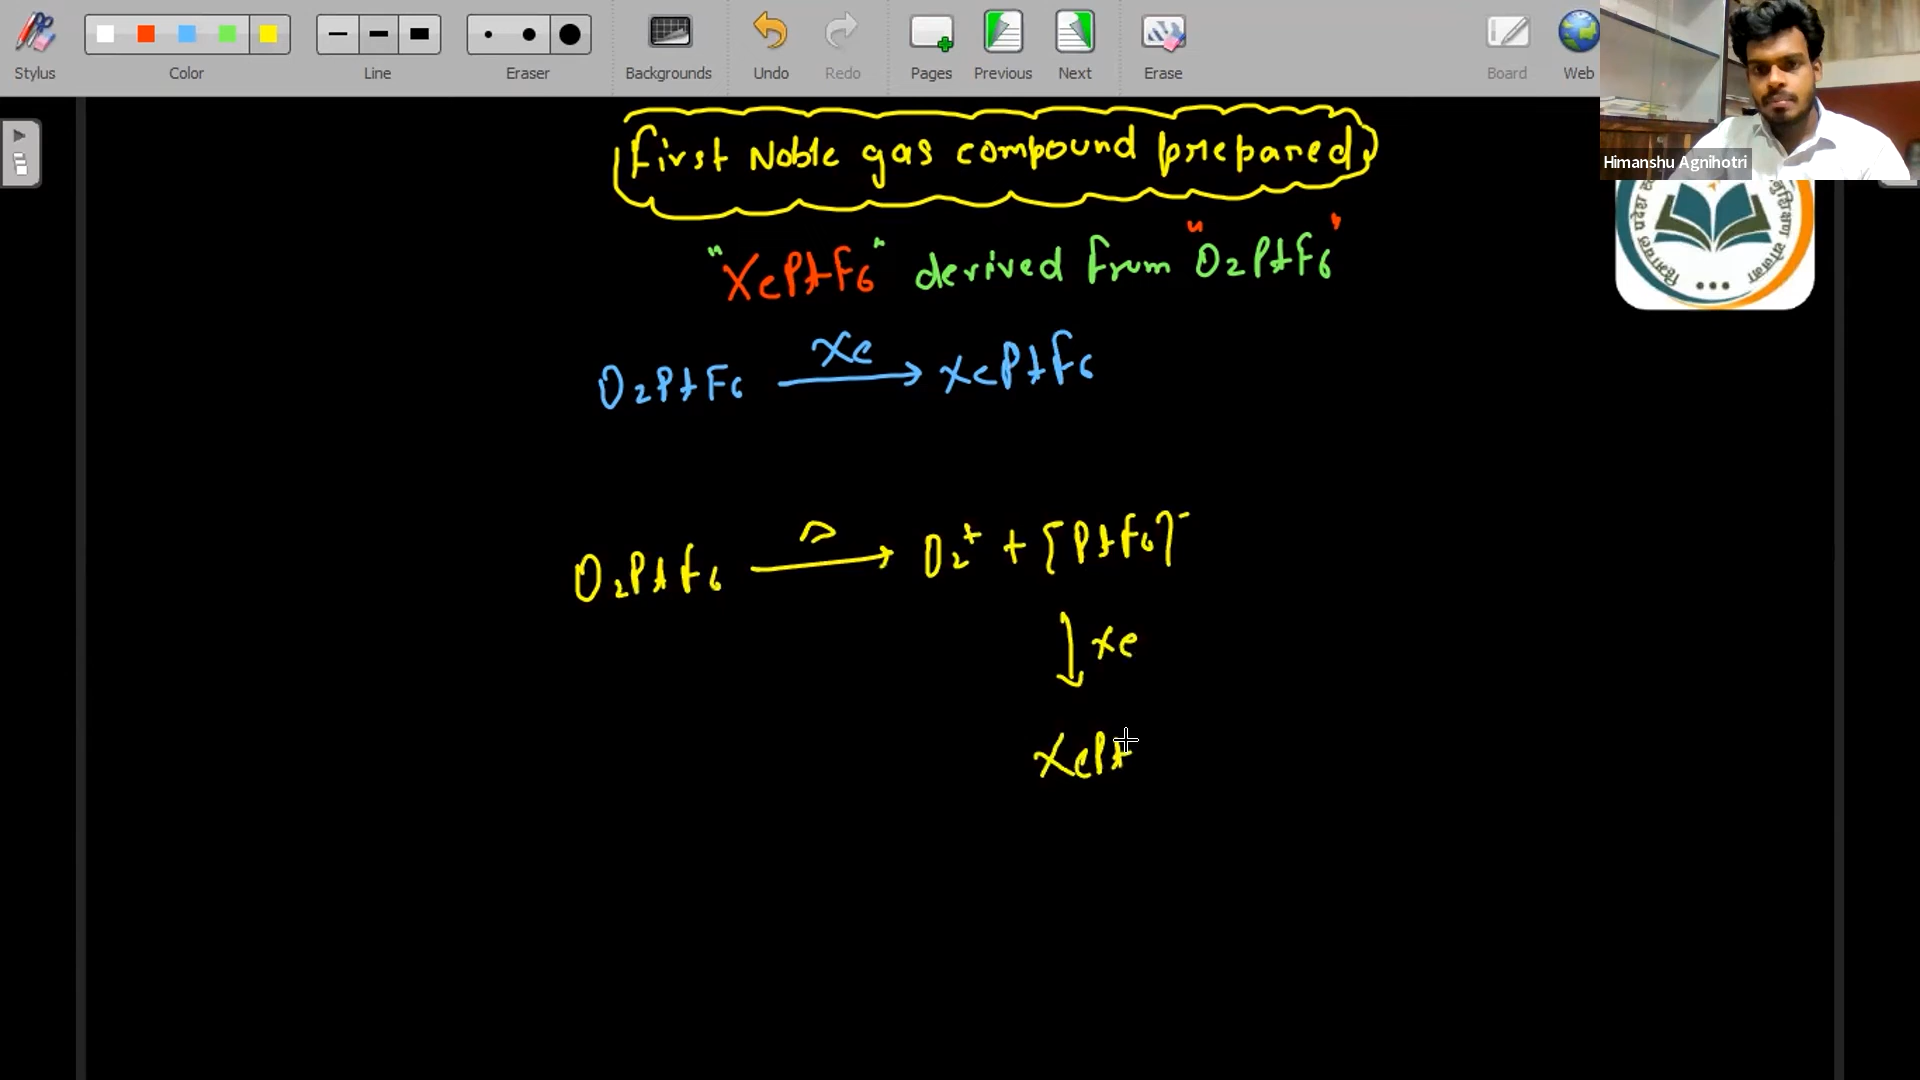 Stylus Color Line Eraser Backgrounds Undo Redo Pages Previous Next Erase Board Web
Himanshu Agnihotri
First Noble gas compound prepared
"XePtF6" derived from "O2PtF6"
O2PtF6 Xe → XePtF6
O2PtF6 Δ → O2+ + [PtF6]-
↓ Xe
XePt